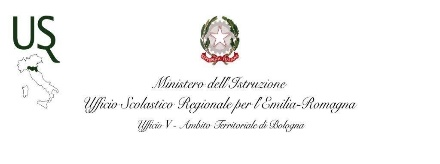 USR
Ministero dell'Istruzione
Ufficio Scolastico Regionale per l'Emilia-Romagna
Ufficio V - Ambito Territoriale di Bologna